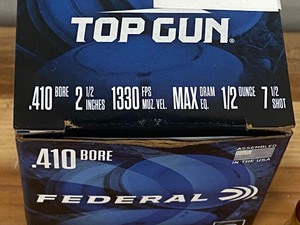 TOP GUN®
.410 BORE 2 1/2 INCHES 1330 FPS MUZ. VEL. MAX DRAM EQ. 1/2 OUNCE 7 1/2 SHOT
.410 BORE
ASSEMBLED IN THE USA
FEDERAL